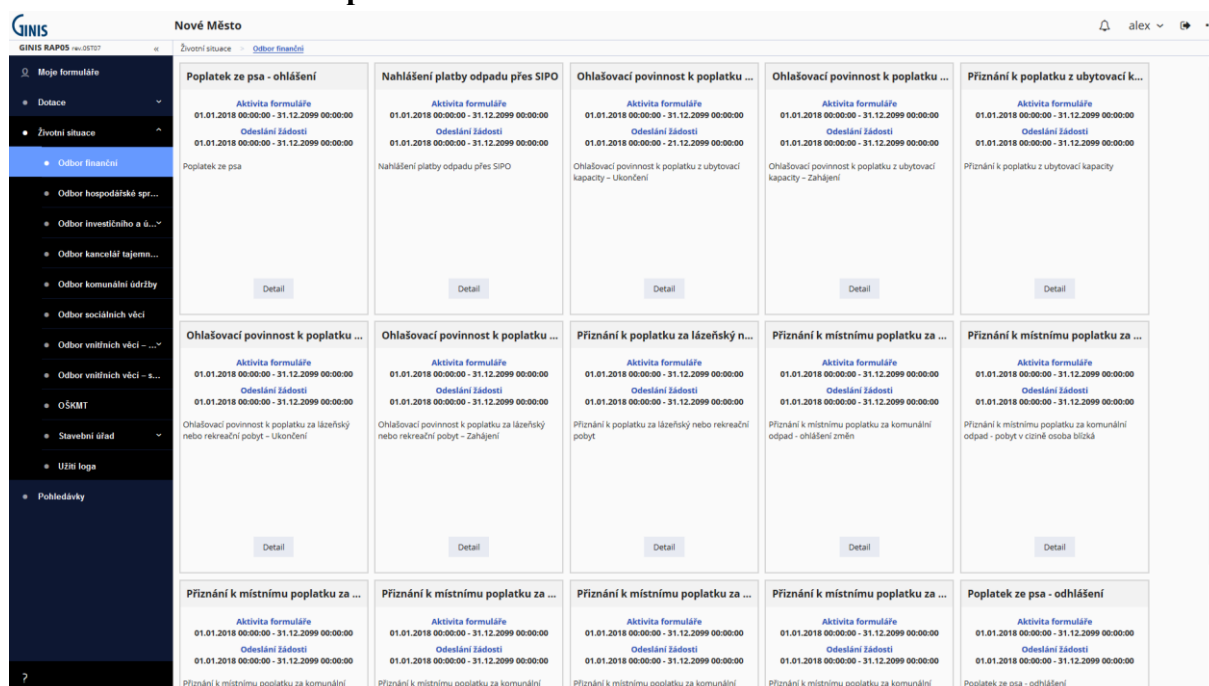 GINIS
Nové Město
alex
GINIS RAP05 rev.05707
«
Životní situace > Odbor finanční
Moje formuláře
Dotace
Životní situace
Odbor finanční
Odbor hospodářské spr...
Odbor investičního a ú...
Odbor kancelář tajemn...
Odbor komunální údržby
Odbor sociálních věcí
Odbor vnitřních věcí – ...
Odbor vnitřních věcí – s...
OŠKMT
Stavební úřad
Užití loga
Pohledávky
?
Poplatek ze psa - ohlášení
Aktivita formuláře
01.01.2018 00:00:00 - 31.12.2099 00:00:00
Odeslání žádosti
01.01.2018 00:00:00 - 31.12.2099 00:00:00
Poplatek ze psa
Detail
Nahlášení platby odpadu přes SIPO
Aktivita formuláře
01.01.2018 00:00:00 - 31.12.2099 00:00:00
Odeslání žádosti
01.01.2018 00:00:00 - 31.12.2099 00:00:00
Nahlášení platby odpadu přes SIPO
Detail
Ohlašovací povinnost k poplatku ...
Aktivita formuláře
01.01.2018 00:00:00 - 31.12.2099 00:00:00
Odeslání žádosti
01.01.2018 00:00:00 - 21.12.2099 00:00:00
Ohlašovací povinnost k poplatku z ubytovací
kapacity – Ukončení
Detail
Ohlašovací povinnost k poplatku ...
Aktivita formuláře
01.01.2018 00:00:00 - 31.12.2099 00:00:00
Odeslání žádosti
01.01.2018 00:00:00 - 31.12.2099 00:00:00
Ohlašovací povinnost k poplatku z ubytovací
kapacity – Zahájení
Detail
Přiznání k poplatku z ubytovací k...
Aktivita formuláře
01.01.2018 00:00:00 - 31.12.2099 00:00:00
Odeslání žádosti
01.01.2018 00:00:00 - 31.12.2099 00:00:00
Přiznání k poplatku z ubytovací kapacity
Detail
Ohlašovací povinnost k poplatku ...
Aktivita formuláře
01.01.2018 00:00:00 - 31.12.2099 00:00:00
Odeslání žádosti
01.01.2018 00:00:00 - 31.12.2099 00:00:00
Ohlašovací povinnost k poplatku za lázeňský
nebo rekreační pobyt – Ukončení
Detail
Ohlašovací povinnost k poplatku ...
Aktivita formuláře
01.01.2018 00:00:00 - 31.12.2099 00:00:00
Odeslání žádosti
01.01.2018 00:00:00 - 31.12.2099 00:00:00
Ohlašovací povinnost k poplatku za lázeňský
nebo rekreační pobyt – Zahájení
Detail
Přiznání k poplatku za lázeňský n...
Aktivita formuláře
01.01.2018 00:00:00 - 31.12.2099 00:00:00
Odeslání žádosti
01.01.2018 00:00:00 - 31.12.2099 00:00:00
Přiznání k poplatku za lázeňský nebo rekreační
pobyt
Detail
Přiznání k místnímu poplatku za ...
Aktivita formuláře
01.01.2018 00:00:00 - 31.12.2099 00:00:00
Odeslání žádosti
01.01.2018 00:00:00 - 31.12.2099 00:00:00
Přiznání k místnímu poplatku za komunální
odpad - ohlášení změn
Detail
Přiznání k místnímu poplatku za ...
Aktivita formuláře
01.01.2018 00:00:00 - 31.12.2099 00:00:00
Odeslání žádosti
01.01.2018 00:00:00 - 31.12.2099 00:00:00
Přiznání k místnímu poplatku za komunální
odpad - pobyt v cizině osoba blízká
Detail
Přiznání k místnímu poplatku za ...
Aktivita formuláře
01.01.2018 00:00:00 - 31.12.2099 00:00:00
Odeslání žádosti
01.01.2018 00:00:00 - 31.12.2099 00:00:00
Přiznání k místnímu poplatku za komunální
Přiznání k místnímu poplatku za ...
Aktivita formuláře
01.01.2018 00:00:00 - 31.12.2099 00:00:00
Odeslání žádosti
01.01.2018 00:00:00 - 31.12.2099 00:00:00
Přiznání k místnímu poplatku za komunální
Přiznání k místnímu poplatku za ...
Aktivita formuláře
01.01.2018 00:00:00 - 31.12.2099 00:00:00
Odeslání žádosti
01.01.2018 00:00:00 - 31.12.2099 00:00:00
Přiznání k místnímu poplatku za komunální
Přiznání k místnímu poplatku za ...
Aktivita formuláře
01.01.2018 00:00:00 - 31.12.2099 00:00:00
Odeslání žádosti
01.01.2018 00:00:00 - 31.12.2099 00:00:00
Přiznání k místnímu poplatku za komunální
Poplatek ze psa - odhlášení
Aktivita formuláře
01.01.2018 00:00:00 - 31.12.2099 00:00:00
Odeslání žádosti
01.01.2018 00:00:00 - 31.12.2099 00:00:00
Poplatek ze psa - odhlášení